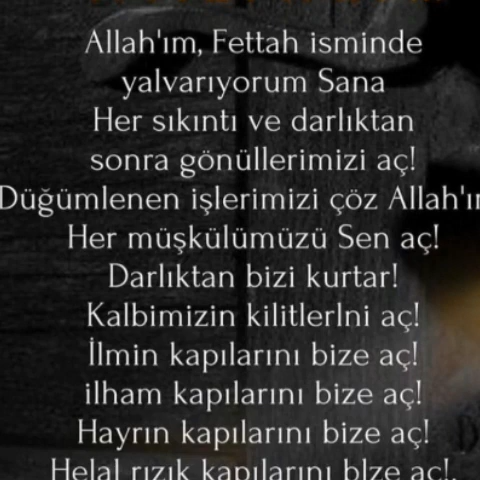 Allah'ım, Fettah isminde
yalvarıyorum Sana
Her sıkıntı ve darlıktan
sonra gönüllerimizi aç!
Düğümlenen işlerimizi çöz Allah'ı
Her müşkülümüzü Sen aç!
Darlıktan bizi kurtar!
Kalbimizin kilitlerlni aç!
İlmin kapılarını bize aç!
ilham kapılarını bize aç!
Hayrın kapılarını bize aç!
Helal rızık kapılarını blze aç!.